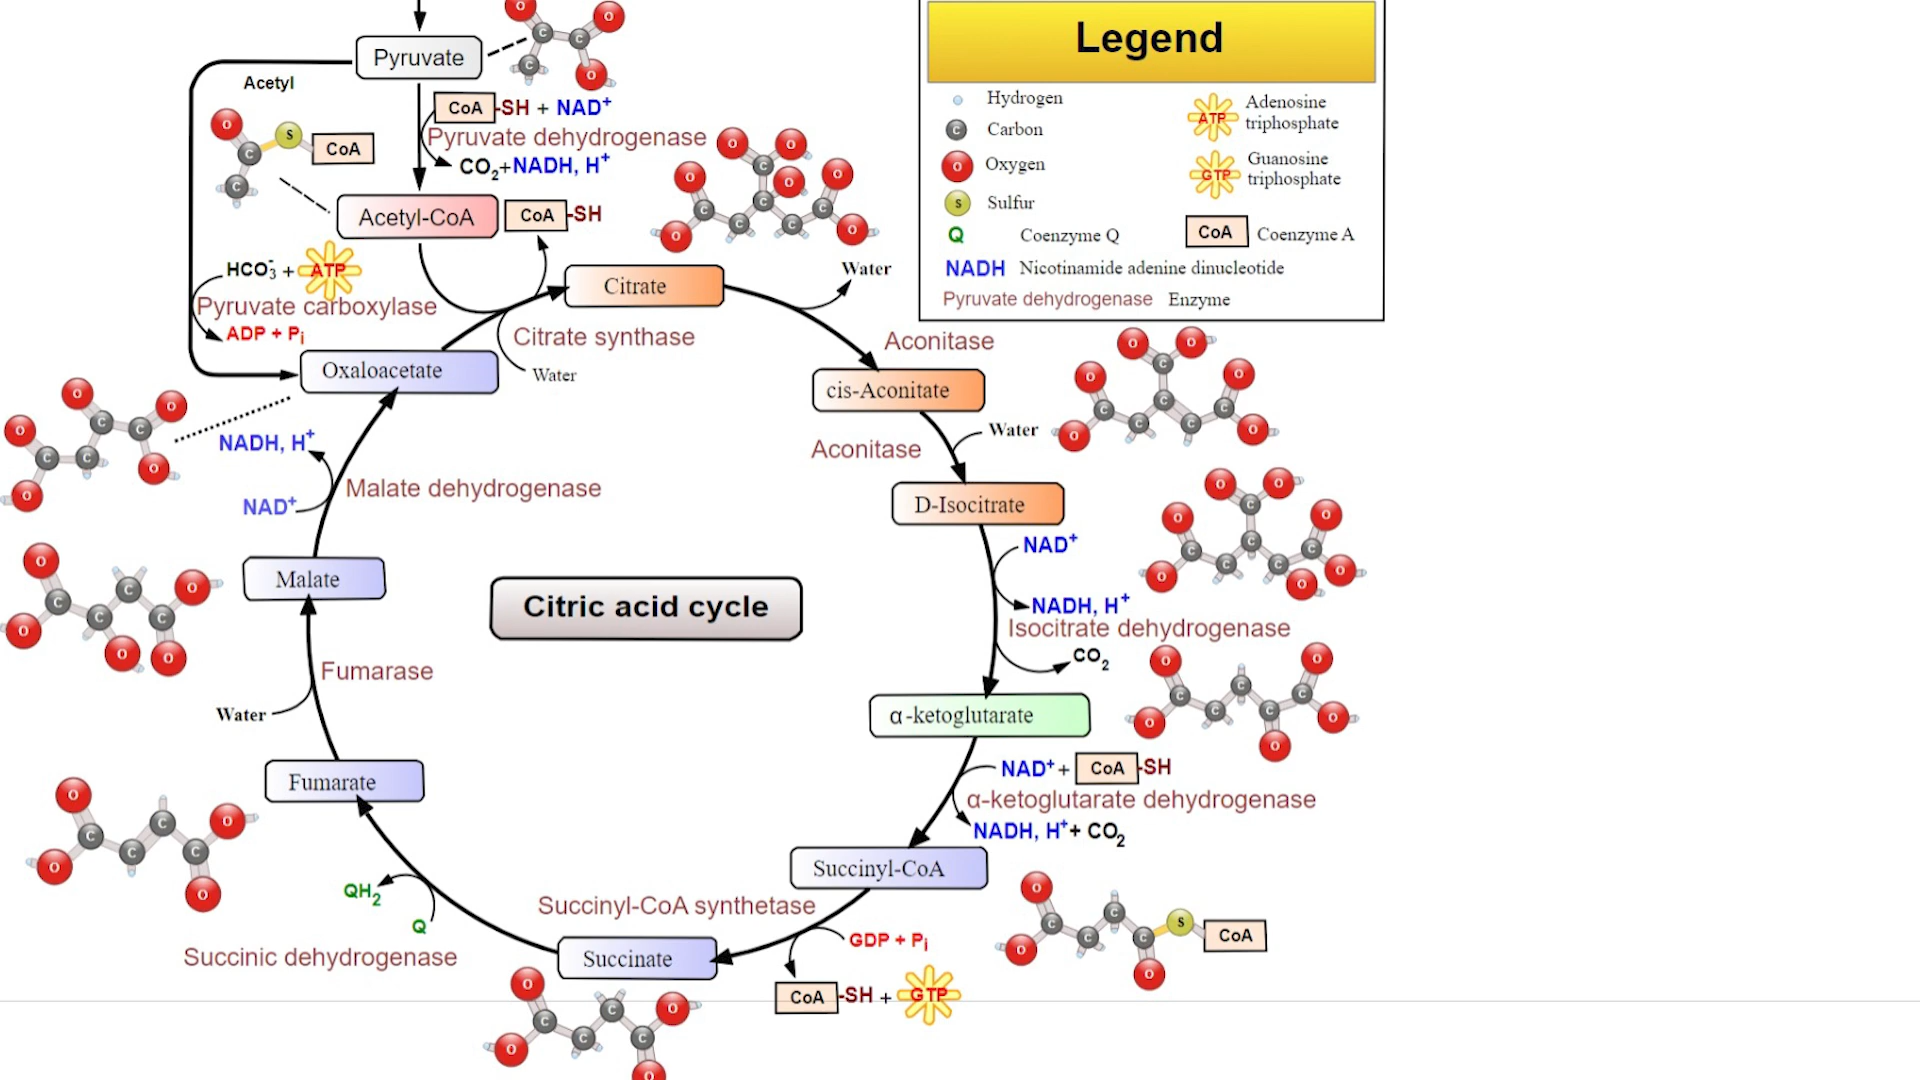 Pyruvate
Acetyl
CoA-SH + NAD+
Pyruvate dehydrogenase
CO2+NADH, H+
S
CoA
Acetyl-CoA
CoA-SH
HCO3- + ATP
Pyruvate carboxylase
ADP + Pi
Citrate
Water
Citrate synthase
Water
Oxaloacetate
Aconitase
cis-Aconitate
Water
Aconitase
D-Isocitrate
NADH, H+
NAD+
Malate dehydrogenase
NAD+
NADH, H+
Isocitrate dehydrogenase
CO2
Malate
Citric acid cycle
Fumarase
Water
α-ketoglutarate
NAD+ + CoA-SH
α-ketoglutarate dehydrogenase
NADH, H+ + CO2
Fumarate
Succinyl-CoA
S
CoA
QH2
Q
Succinyl-CoA synthetase
GDP + Pi
Succinic dehydrogenase
Succinate
CoA-SH + GTP
Legend
Hydrogen
C Carbon
O Oxygen
S Sulfur
Q Coenzyme Q
ATP Adenosine
triphosphate
GTP Guanosine
triphosphate
CoA Coenzyme A
NADH Nicotinamide adenine dinucleotide
Pyruvate dehydrogenase Enzyme